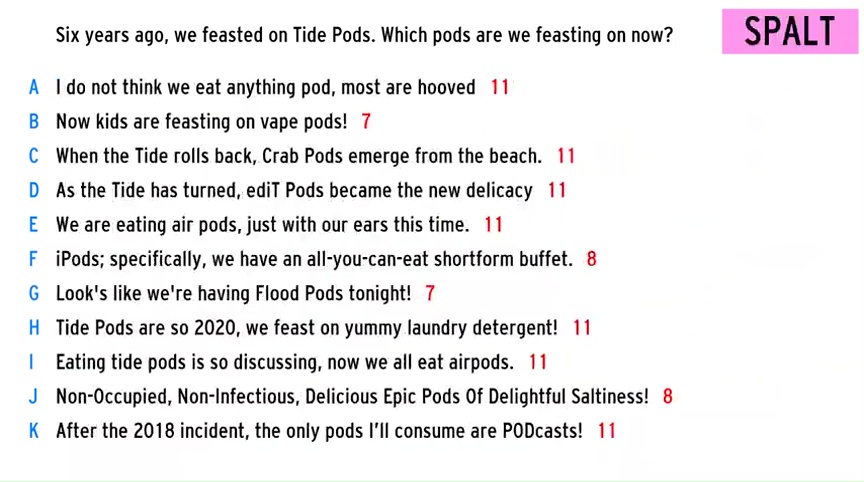 Six years ago, we feasted on Tide Pods. Which pods are we feasting on now?
SPALT
A I do not think we eat anything pod, most are hooved 11
B Now kids are feasting on vape pods! 7
C When the Tide rolls back, Crab Pods emerge from the beach. 11
D As the Tide has turned, ediT Pods became the new delicacy 11
E We are eating air pods, just with our ears this time. 11
F iPods; specifically, we have an all-you-can-eat shortform buffet. 8
G Look's like we're having Flood Pods tonight! 7
H Tide Pods are so 2020, we feast on yummy laundry detergent! 11
I Eating tide pods is so discussing, now we all eat airpods. 11
J Non-Occupied, Non-Infectious, Delicious Epic Pods Of Delightful Saltiness! 8
K After the 2018 incident, the only pods I'll consume are PODcasts! 11